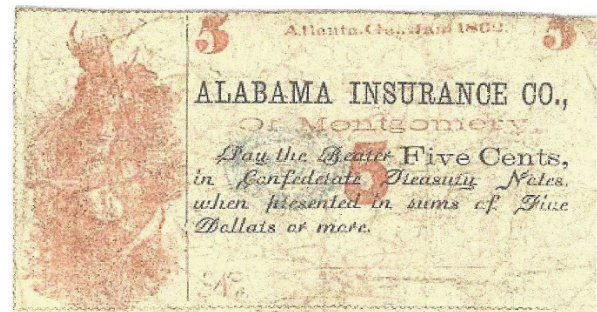 5 Atlanta, Ga., Jan. 1862. 5
ALABAMA INSURANCE CO.,
Of Montgomery,
Pay the Bearer Five Cents,
5
in Confederate Treasury Notes,
when presented in sums of Five
Dollars or more.
No